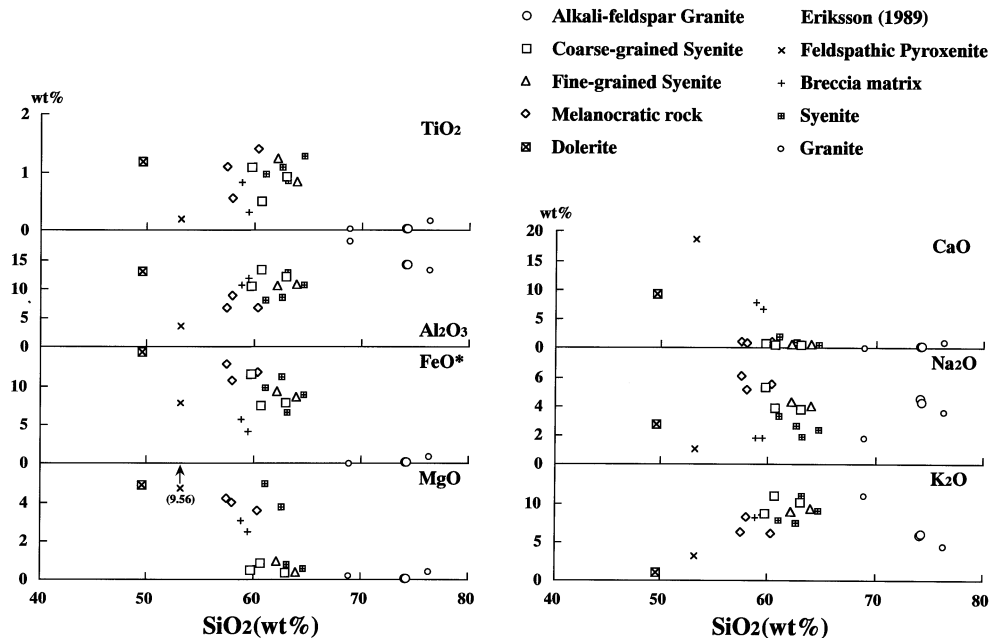 Alkali-feldspar Granite
Coarse-grained Syenite
Fine-grained Syenite
Melanocratic rock
Dolerite
Eriksson (1989)
Feldspathic Pyroxenite
Breccia matrix
Syenite
Granite
wt%
2
TiO2
1
0
15
10
5
Al2O3
0
FeO*
10
5
0
MgO
4
(9.56)
2
0
40 50 60 70 80
SiO2(wt%)
wt%
20
CaO
15
10
5
0
Na2O
6
4
2
0
K2O
10
5
0
40 50 60 70 80
SiO2(wt%)